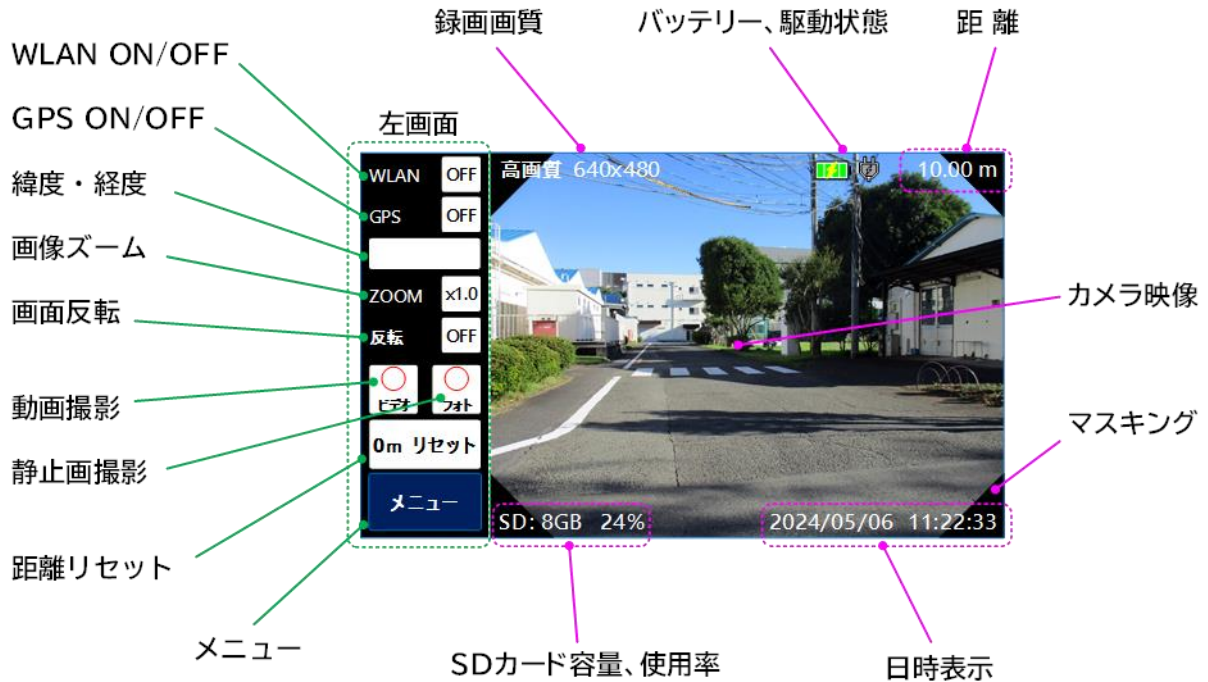 録画画質
バッテリー、駆動状態
距 離
WLAN ON/OFF
GPS ON/OFF
緯度・経度
画像ズーム
画面反転
動画撮影
静止画撮影
距離リセット
メニュー
左画面
WLAN OFF
GPS OFF
ZOOM x1.0
反転 OFF
ビデオ フォト
0m リセット
メニュー
高画質 640x480
10.00 m
SD: 8GB 24%
2024/05/06 11:22:33
カメラ映像
マスキング
SDカード容量、使用率
日時表示